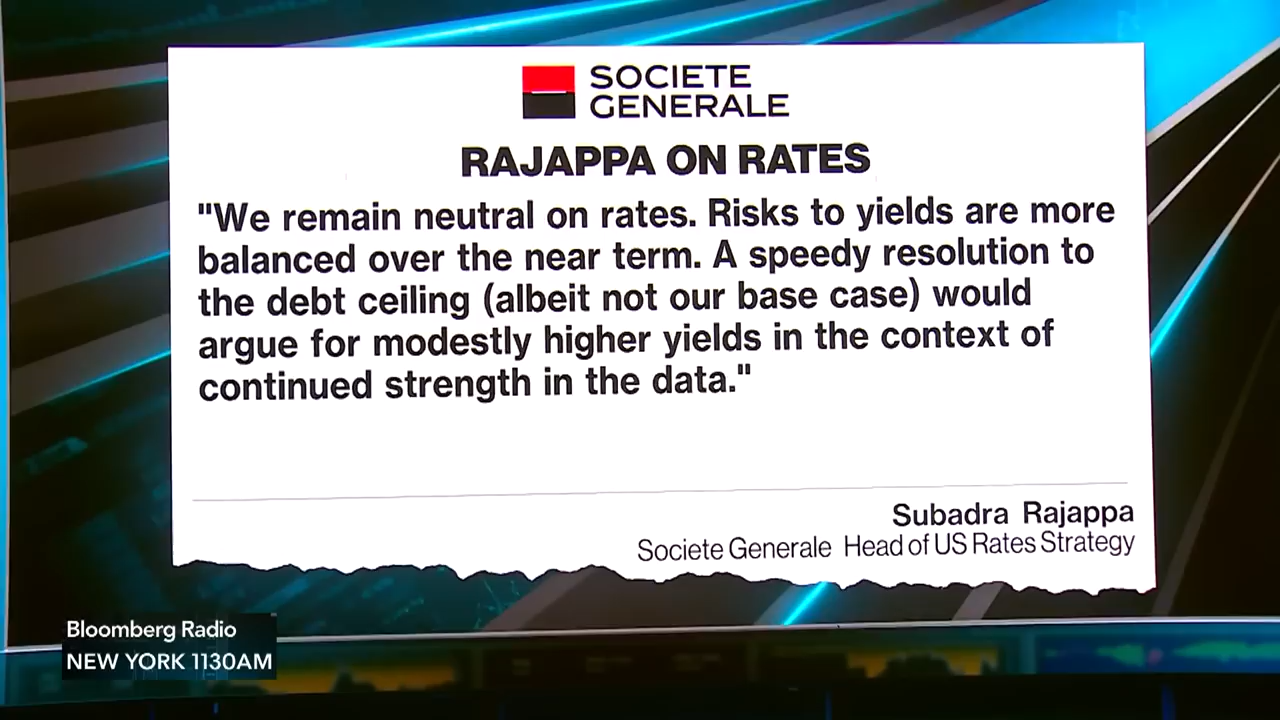 SOCIETE
GENERALE
RAJAPPA ON RATES
"We remain neutral on rates. Risks to yields are more
balanced over the near term. A speedy resolution to
the debt ceiling (albeit not our base case) would
argue for modestly higher yields in the context of
continued strength in the data."
Subadra Rajappa
Societe Generale Head of US Rates Strategy
Bloomberg Radio
NEW YORK 1130AM